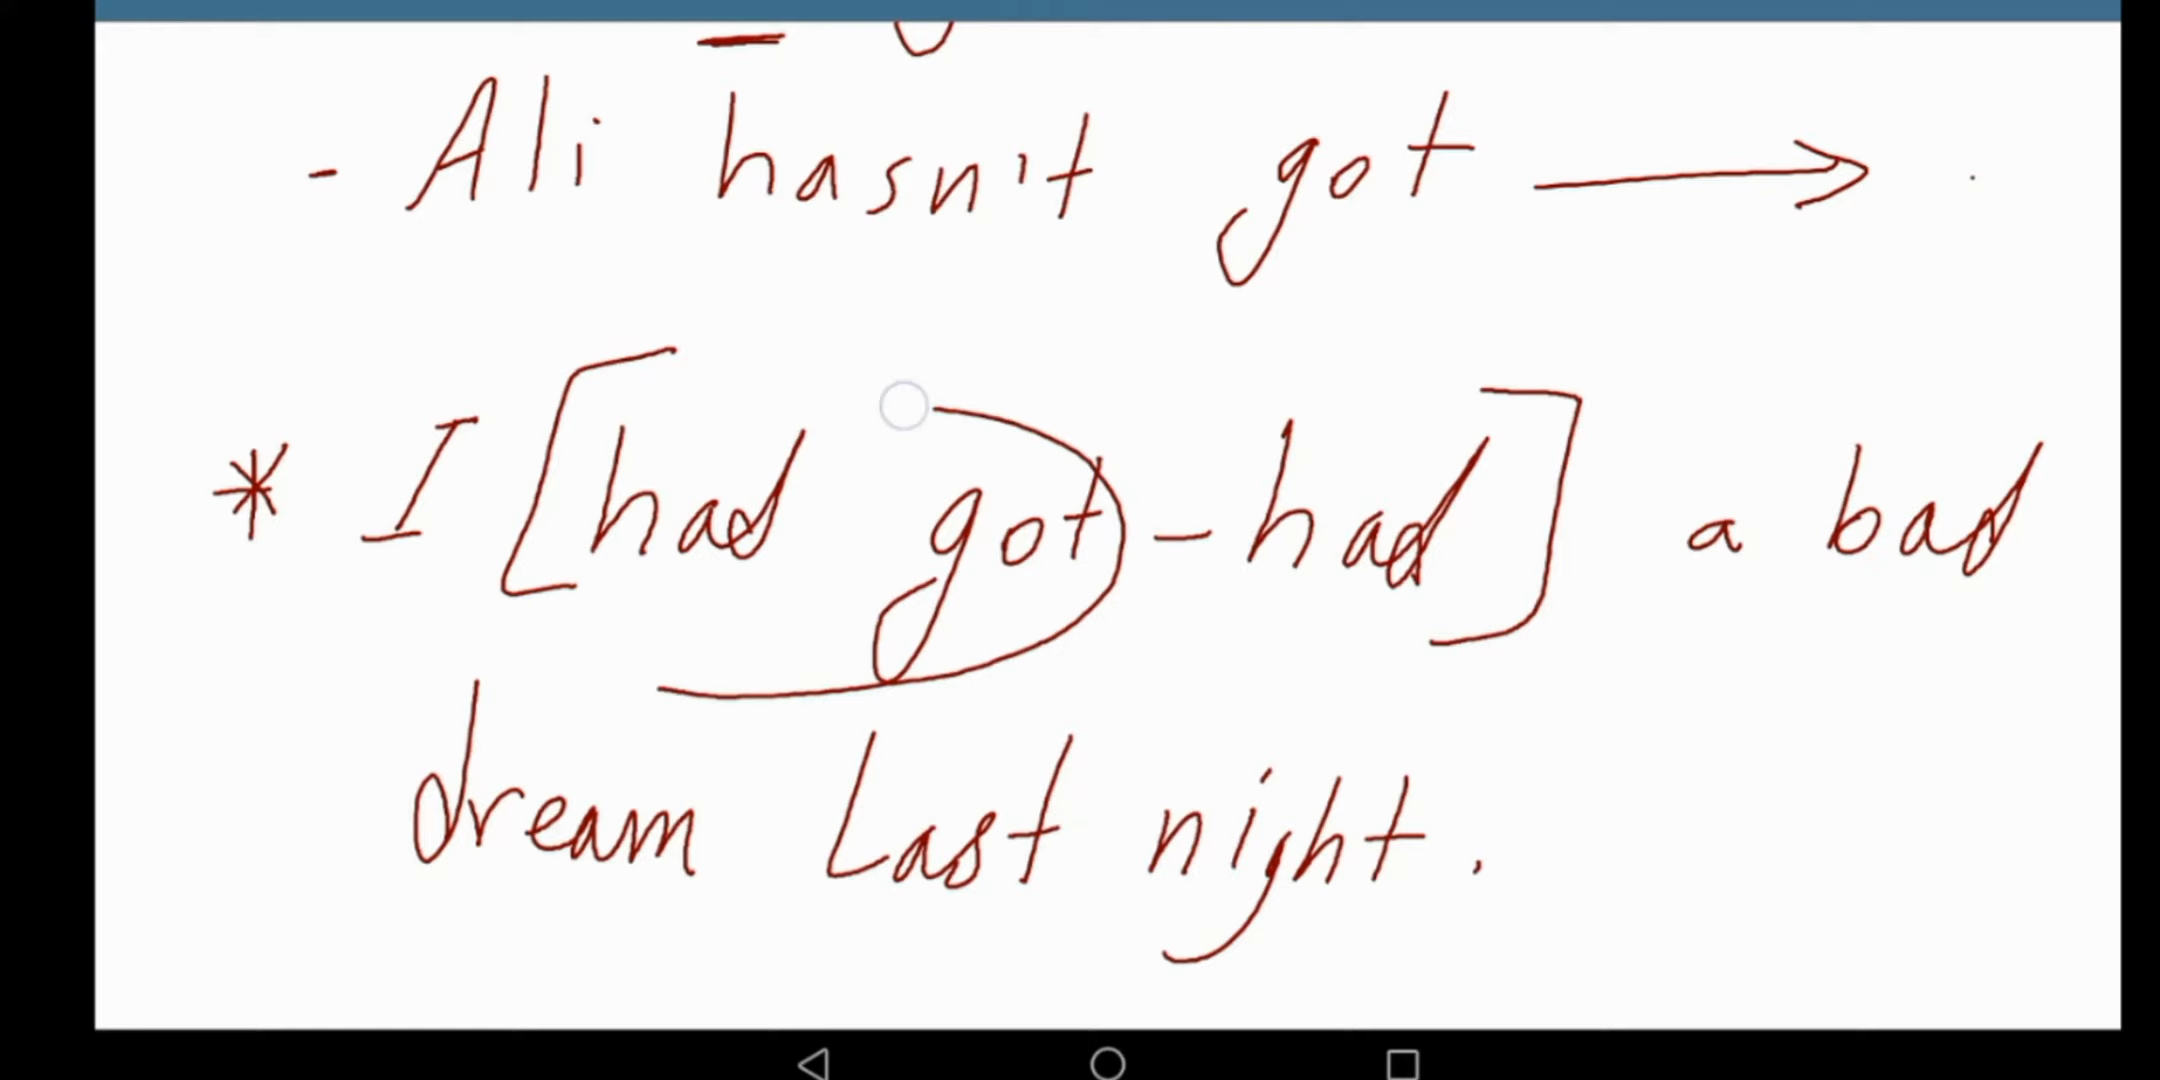 - Ali hasn't got →
* I [had got - had] a bad
dream Last night.